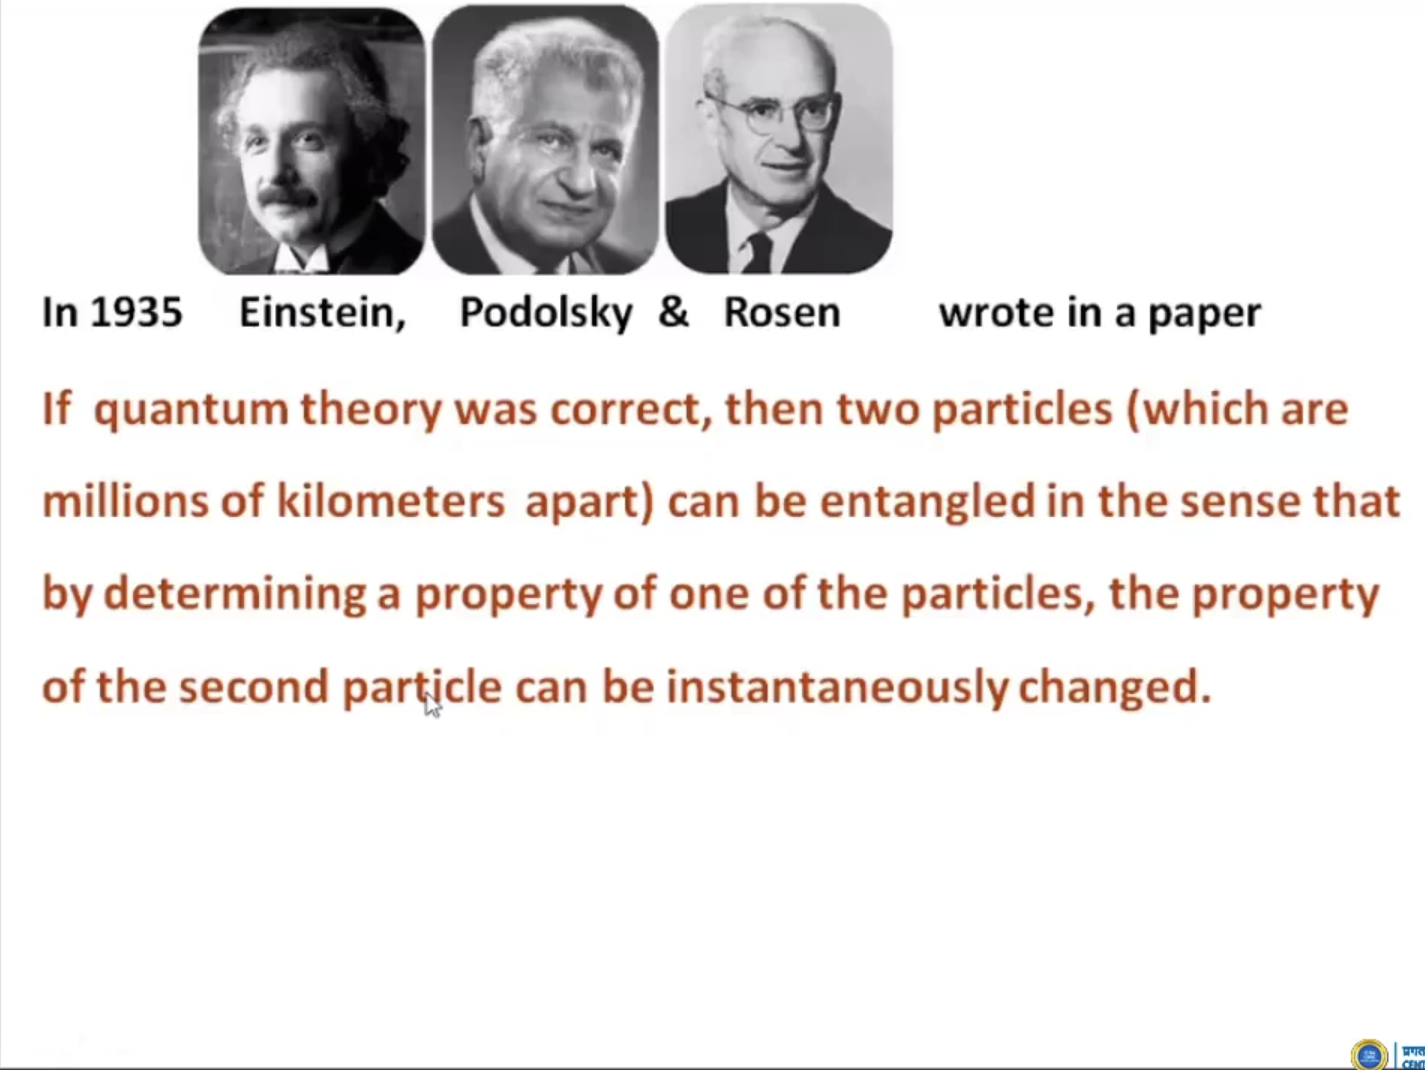 In 1935 Einstein, Podolsky & Rosen wrote in a paper
If quantum theory was correct, then two particles (which are
millions of kilometers apart) can be entangled in the sense that
by determining a property of one of the particles, the property
of the second particle can be instantaneously changed.